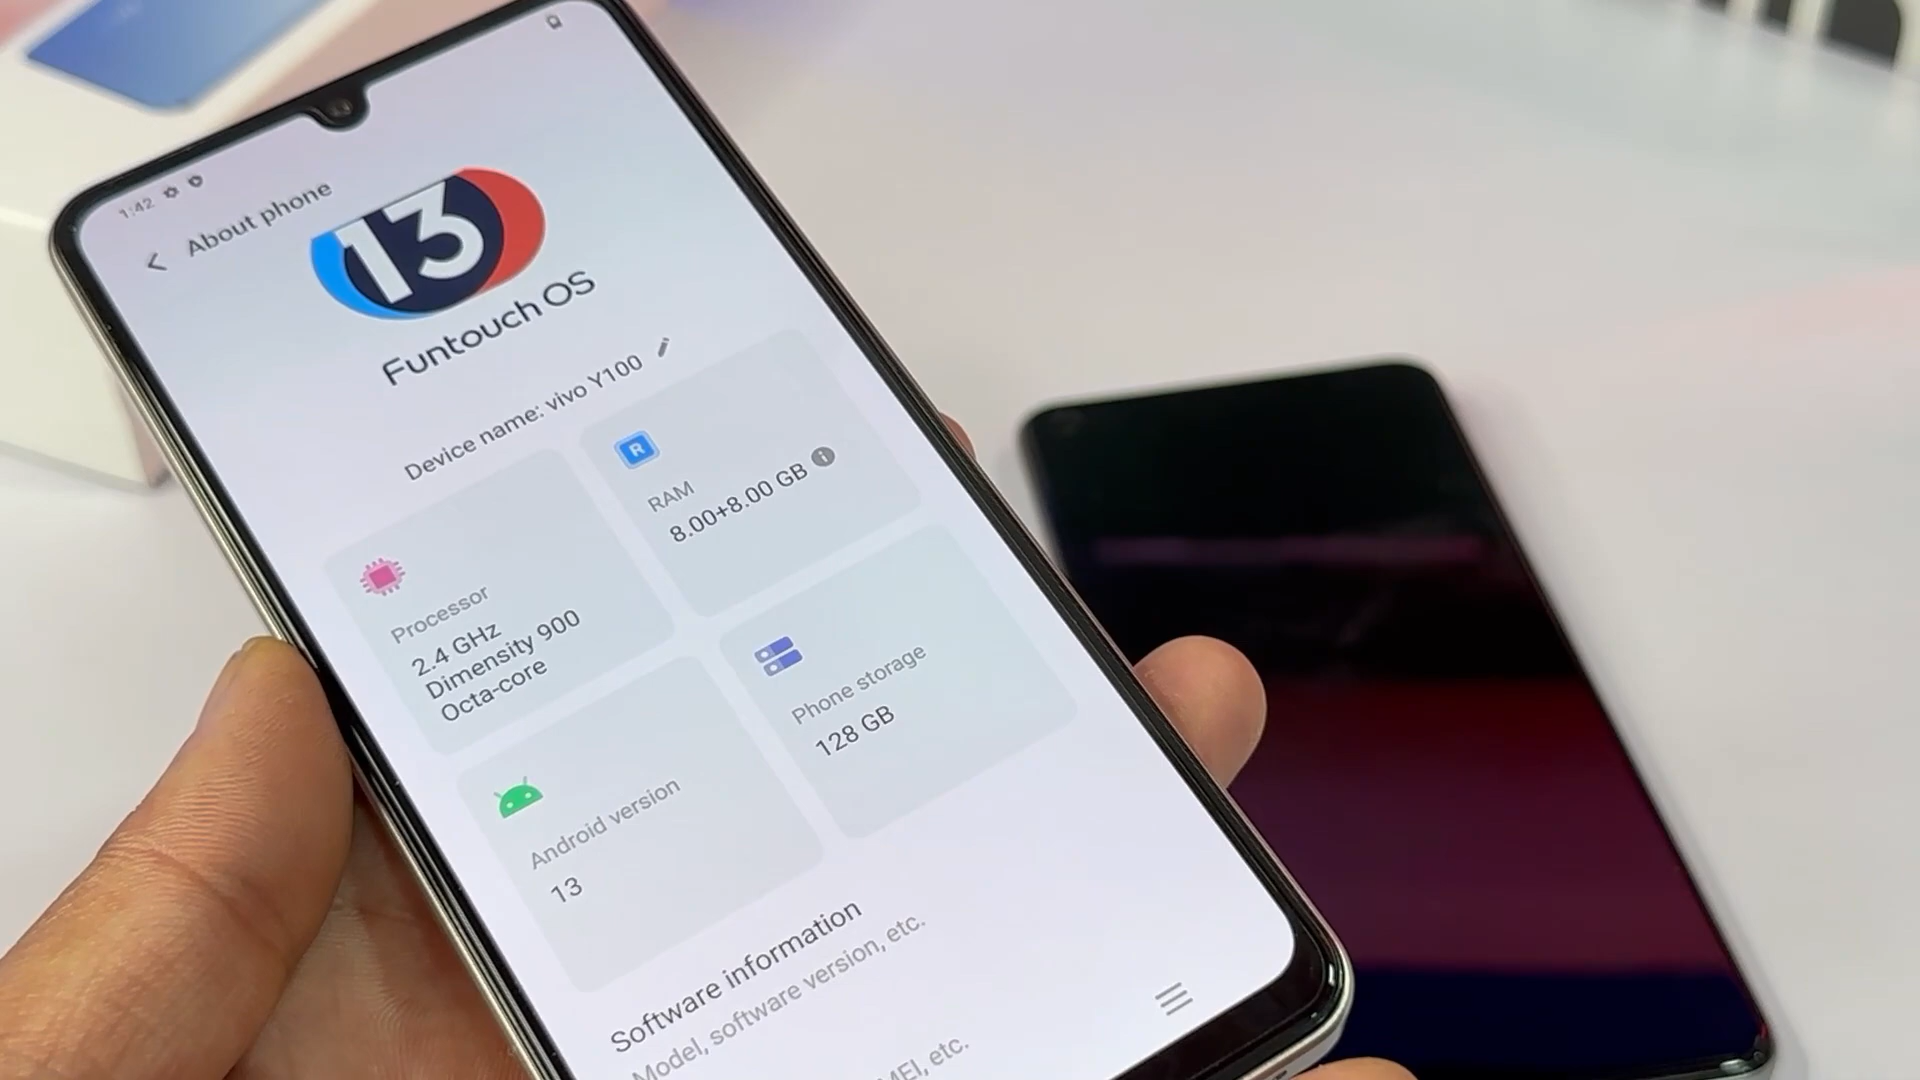 1:42
About phone
13
Funtouch OS
Device name: vivo Y100
Processor
2.4 GHz
Dimensity 900
Octa-core
R
RAM
8.00+8.00 GB
Android version
13
Phone storage
128 GB
Software information
Model, software version, etc.
MEI, etc.